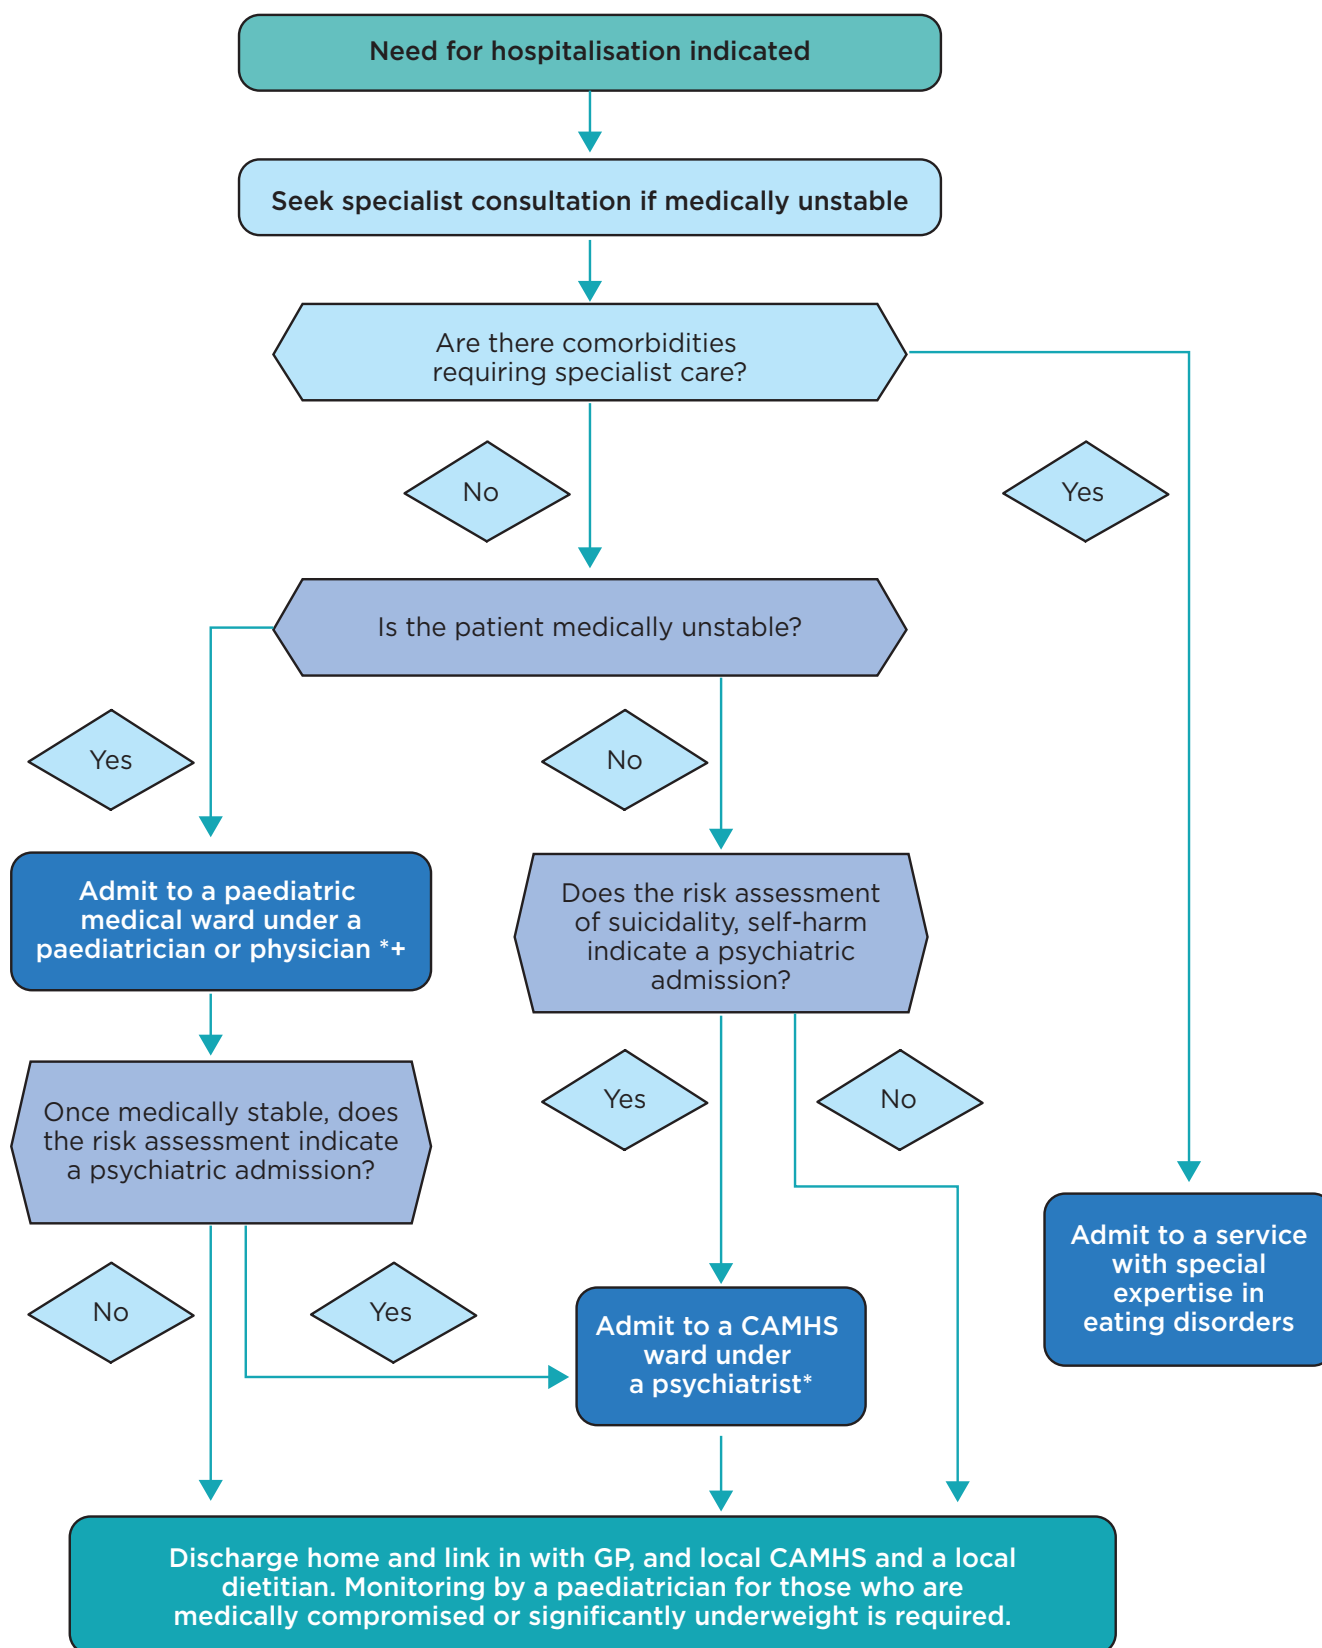 Need for hospitalisation indicated
Seek specialist consultation if medically unstable
Are there comorbidities
requiring specialist care?
No
Yes
Is the patient medically unstable?
Yes
No
Admit to a paediatric
medical ward under a
paediatrician or physician *+
Does the risk assessment
of suicidality, self-harm
indicate a psychiatric
admission?
Once medically stable, does
the risk assessment indicate
a psychiatric admission?
Yes
No
Admit to a service
with special
expertise in
eating disorders
No
Yes
Admit to a CAMHS
ward under
a psychiatrist*
Discharge home and link in with GP, and local CAMHS and a local
dietitian. Monitoring by a paediatrician for those who are
medically compromised or significantly underweight is required.